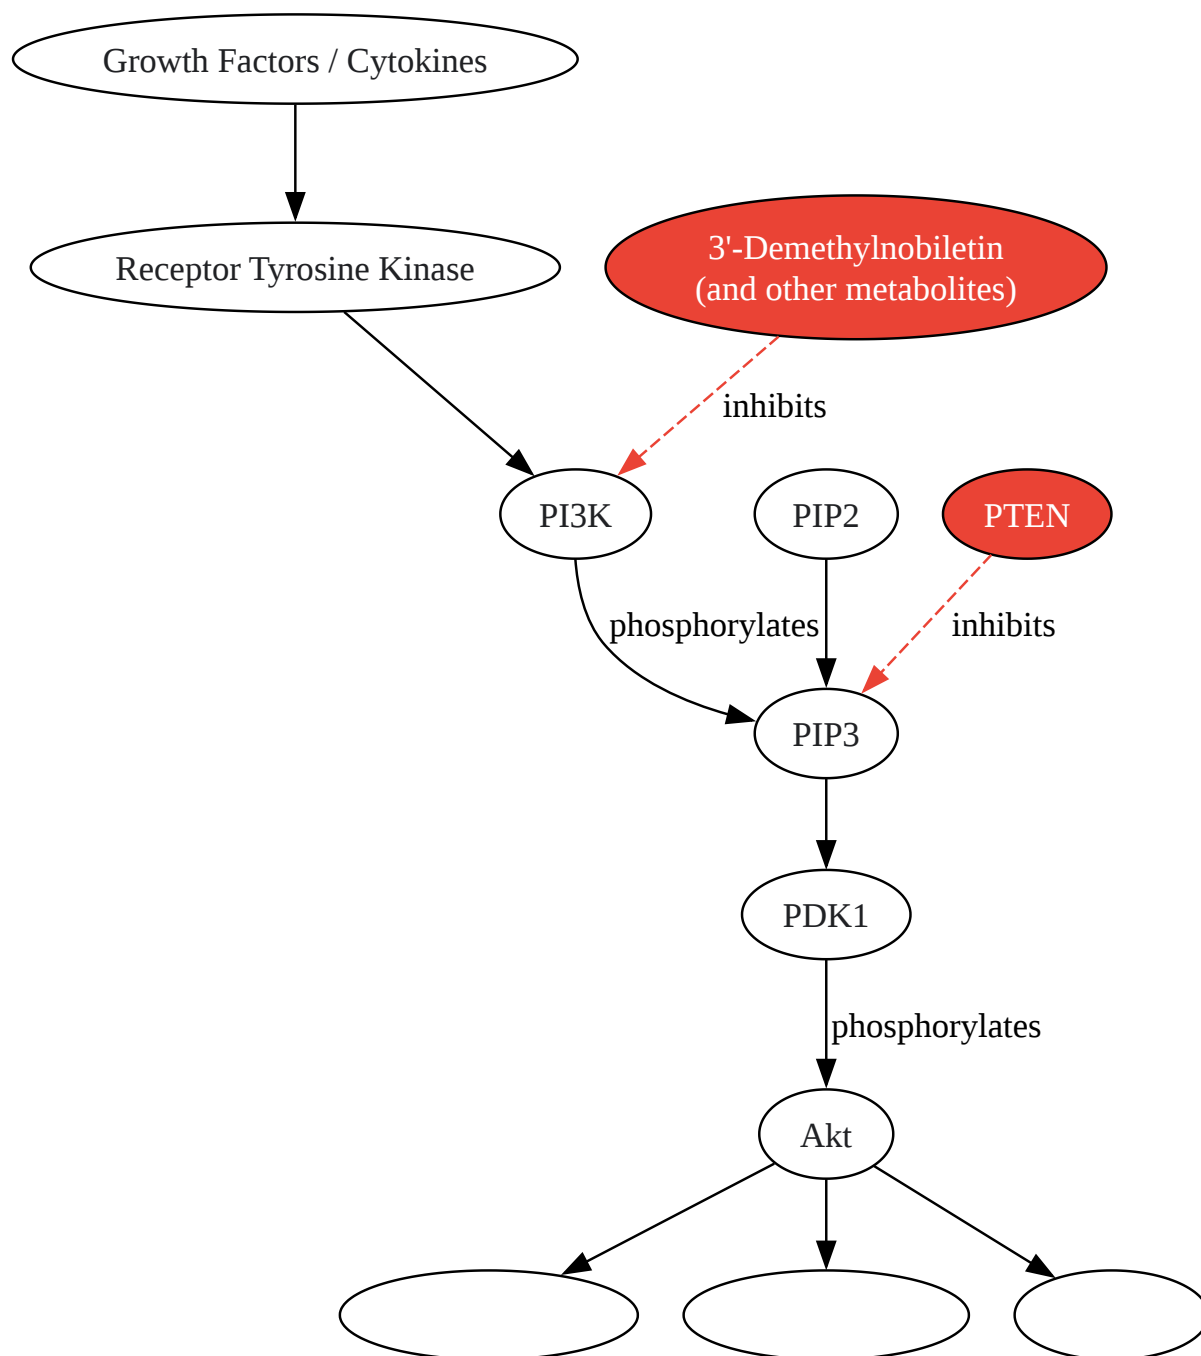 Growth Factors / Cytokines
Receptor Tyrosine Kinase
3'-Demethylnobiletin
(and other metabolites)
inhibits
PI3K
PIP2
PTEN
phosphorylates
inhibits
PIP3
PDK1
phosphorylates
Akt